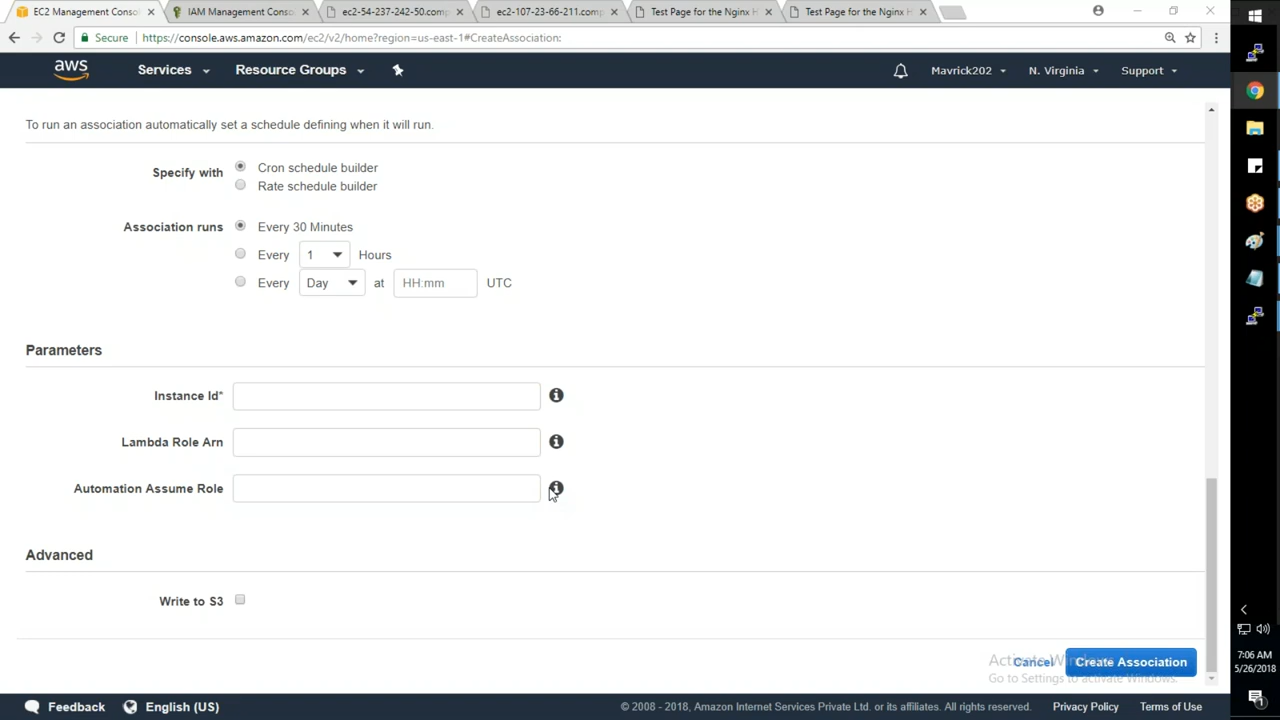 EC2 Management Conso
IAM Management Conso
ec2-54-237-242-50.comp
ec2-107-23-66-211.comp
Test Page for the Nginx H
Test Page for the Nginx H
Secure
https://console.aws.amazon.com/ec2/v2/home?region=us-east-1#CreateAssociation:
aws
Services
Resource Groups
Mavrick202
N. Virginia
Support
To run an association automatically set a schedule defining when it will run.
Specify with
Cron schedule builder
Rate schedule builder
Association runs
Every 30 Minutes
Every 1 Hours
Every Day at HH:mm UTC
Parameters
Instance Id*
Lambda Role Arn
Automation Assume Role
Advanced
Write to S3
Cancel
Create Association
Activate Windows
Go to Settings to activate Windows.
Feedback
English (US)
© 2008 - 2018, Amazon Internet Services Private Ltd. or its affiliates. All rights reserved.
Privacy Policy
Terms of Use
7:06 AM
5/26/2018
1